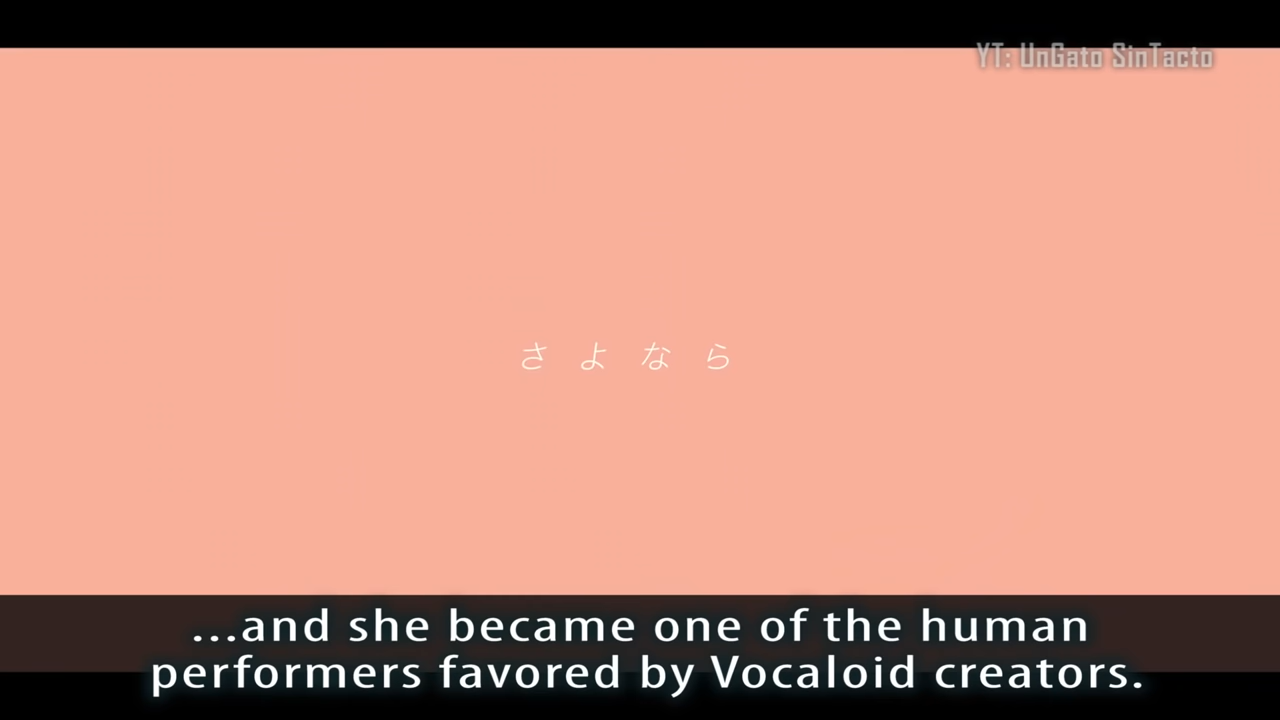 YT: UnGato SinTacto
さよなら
...and she became one of the human
performers favored by Vocaloid creators.